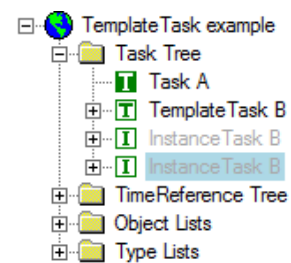 TemplateTask example
Task Tree
T Task A
T TemplateTask B
I InstanceTask B
I InstanceTask B
TimeReference Tree
Object Lists
Type Lists